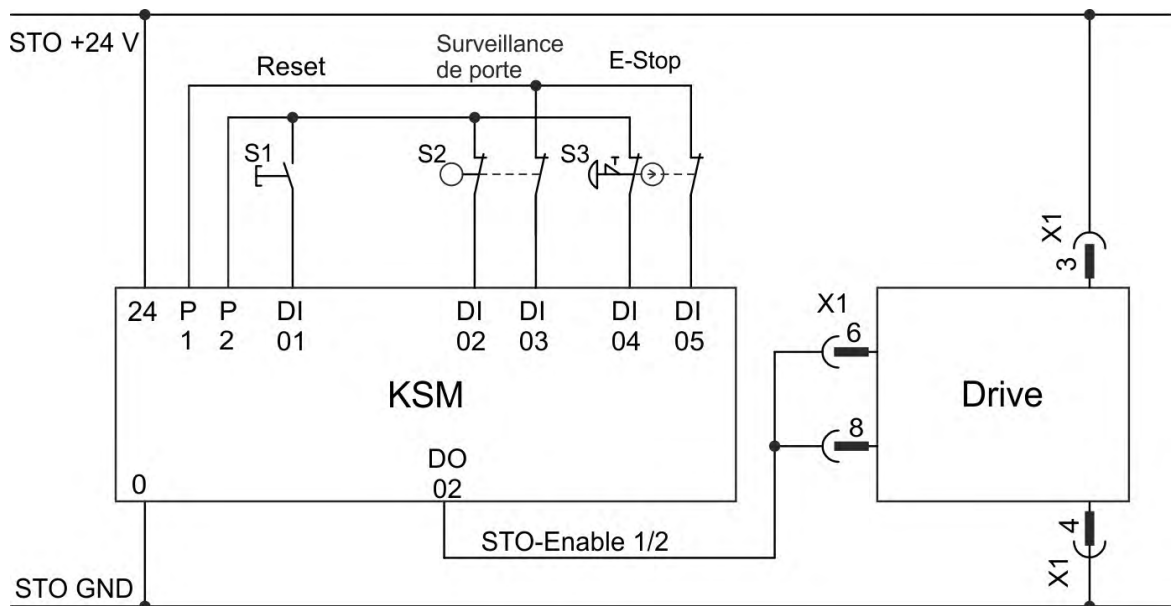 STO +24 V
Reset
Surveillance
de porte
E-Stop
S1
S2
S3
X1
3
24 P P DI DI DI DI DI
1 2 01 02 03 04 05
X1
6
KSM
Drive
8
DO
02
0
4
X1
STO-Enable 1/2
STO GND